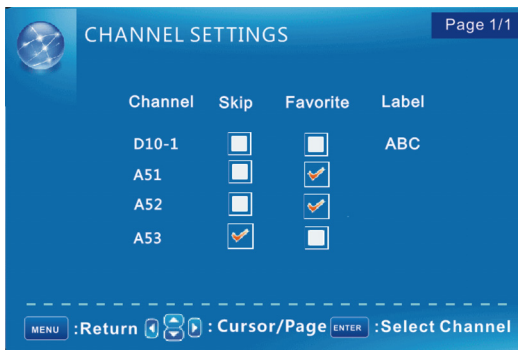 CHANNEL SETTINGS
Page 1/1
Channel Skip Favorite Label
D10-1 ABC
A51
A52
A53
MENU :Return : Cursor/Page ENTER :Select Channel